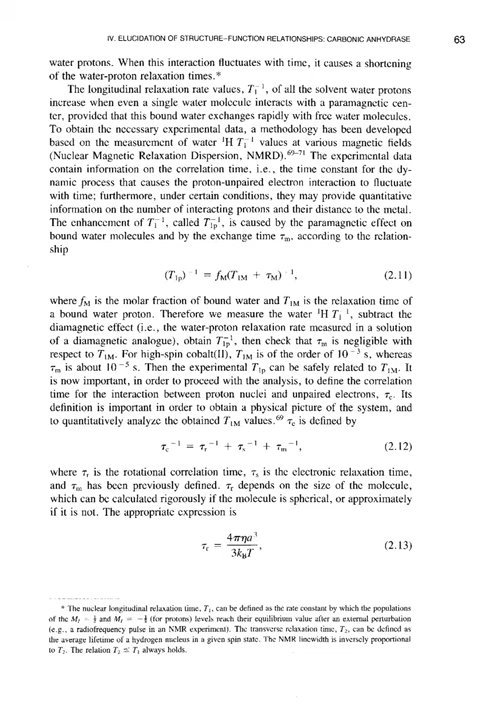 IV. ELUCIDATION OF STRUCTURE–FUNCTION RELATIONSHIPS: CARBONIC ANHYDRASE 63
water protons. When this interaction fluctuates with time, it causes a shortening
of the water-proton relaxation times.*
The longitudinal relaxation rate values, T₁⁻¹, of all the solvent water protons
increase when even a single water molecule interacts with a paramagnetic cen-
ter, provided that this bound water exchanges rapidly with free water molecules.
To obtain the necessary experimental data, a methodology has been developed
based on the measurement of water ¹H T₁⁻¹ values at various magnetic fields
(Nuclear Magnetic Relaxation Dispersion, NMRD).⁶⁹⁻⁷¹ The experimental data
contain information on the correlation time, i.e., the time constant for the dy-
namic process that causes the proton-unpaired electron interaction to fluctuate
with time; furthermore, under certain conditions, they may provide quantitative
information on the number of interacting protons and their distance to the metal.
The enhancement of T₁⁻¹, called T₁ₚ⁻¹, is caused by the paramagnetic effect on
bound water molecules and by the exchange time τₘ, according to the relation-
ship
(T₁ₚ)⁻¹ = f_M(T₁M + τ_M)⁻¹, (2.11)
where f_M is the molar fraction of bound water and T₁M is the relaxation time of
a bound water proton. Therefore we measure the water ¹H T₁⁻¹, subtract the
diamagnetic effect (i.e., the water-proton relaxation rate measured in a solution
of a diamagnetic analogue), obtain T₁ₚ⁻¹, then check that τₘ is negligible with
respect to T₁M. For high-spin cobalt(II), T₁M is of the order of 10⁻³ s, whereas
τₘ is about 10⁻⁵ s. Then the experimental T₁ₚ can be safely related to T₁M. It
is now important, in order to proceed with the analysis, to define the correlation
time for the interaction between proton nuclei and unpaired electrons, τ_c. Its
definition is important in order to obtain a physical picture of the system, and
to quantitatively analyze the obtained T₁M values.⁶⁹ τ_c is defined by
τ_c⁻¹ = τᵣ⁻¹ + τₛ⁻¹ + τₘ⁻¹, (2.12)
where τᵣ is the rotational correlation time, τₛ is the electronic relaxation time,
and τₘ has been previously defined. τᵣ depends on the size of the molecule,
which can be calculated rigorously if the molecule is spherical, or approximately
if it is not. The appropriate expression is
τᵣ = 4πηa³ / 3k_BT, (2.13)
* The nuclear longitudinal relaxation time, T₁, can be defined as the rate constant by which the populations
of the M_I = ½ and M_I = −½ (for protons) levels reach their equilibrium value after an external perturbation
(e.g., a radiofrequency pulse in an NMR experiment). The transverse relaxation time, T₂, can be defined as
the average lifetime of a hydrogen nucleus in a given spin state. The NMR linewidth is inversely proportional
to T₂. The relation T₂ ≤ T₁ always holds.